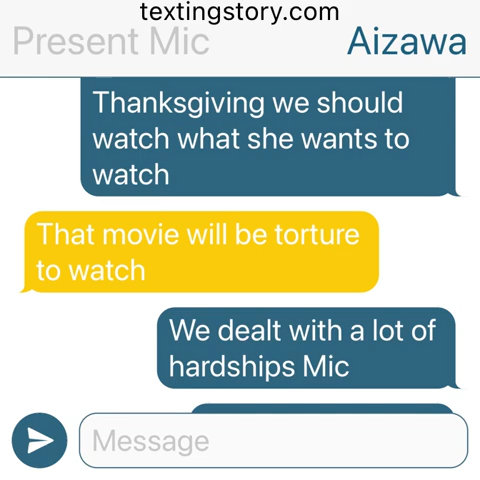 textingstory.com
Present Mic
Aizawa
Thanksgiving we should
watch what she wants to
watch
That movie will be torture
to watch
We dealt with a lot of
hardships Mic
Message